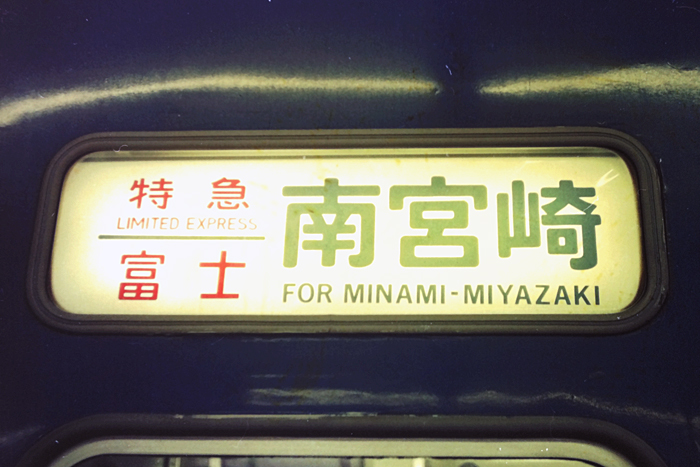 特急
LIMITED EXPRESS
富士
南宮崎
FOR MINAMI-MIYAZAKI